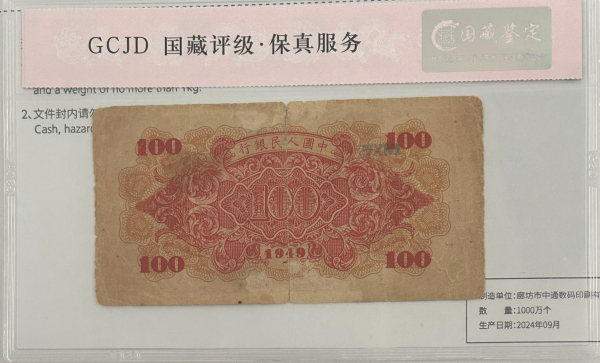 GCJD 国藏评级·保真服务
国藏鉴定
and a weight of no more than 1kg.
2、文件封内请勿
Cash, hazard
100 100
行銀民人國中
100
1949
100 100
制造单位:廊坊市中通数码印刷有
数 量:1000万个
生产日期:2024年09月